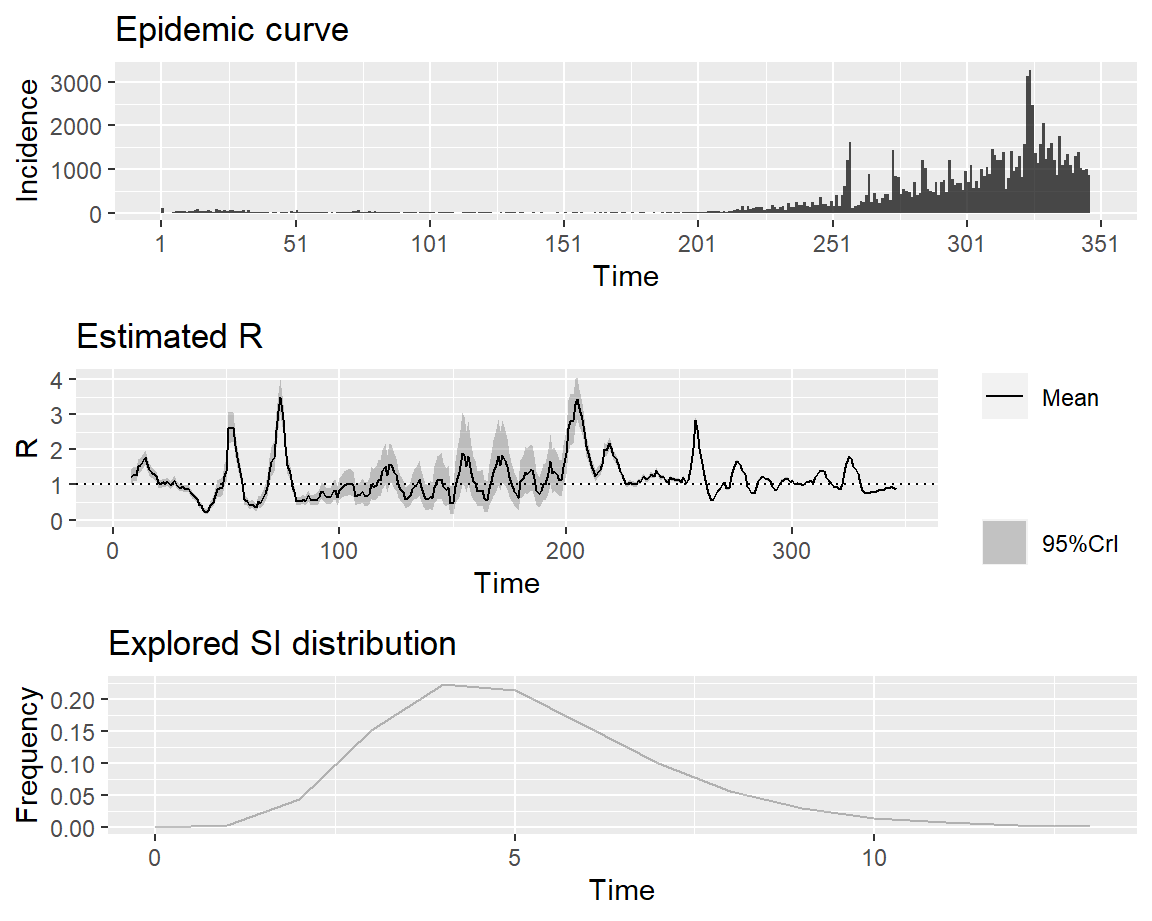 Epidemic curve
3000
2000
1000
0
Incidence
1 51 101 151 201 251 301 351
Time
Estimated R
4
3
2
1
0
R
0 100 200 300
Time
Mean
95%CrI
Explored SI distribution
0.20
0.15
0.10
0.05
0.00
Frequency
0 5 10
Time